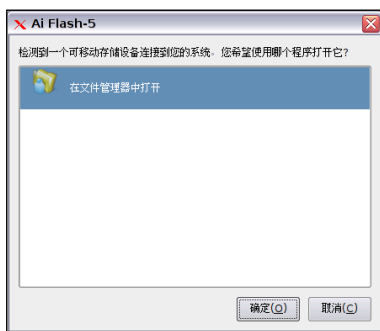 Ai Flash-5
检测到一个可移动存储设备连接到您的系统。您希望使用哪个程序打开它?
在文件管理器中打开
确定(O)
取消(C)